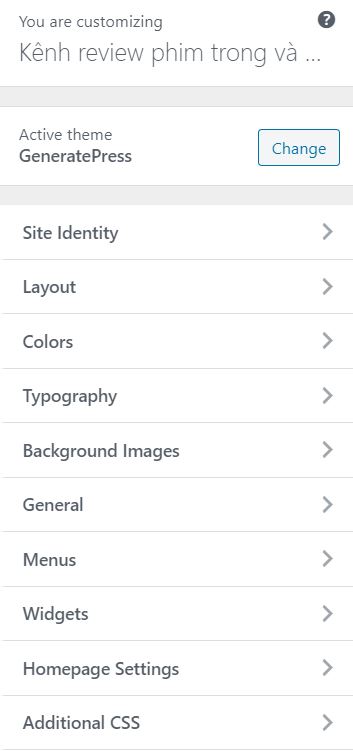 You are customizing
?
Kênh review phim trong và ...
Active theme
GeneratePress
Change
Site Identity
Layout
Colors
Typography
Background Images
General
Menus
Widgets
Homepage Settings
Additional CSS